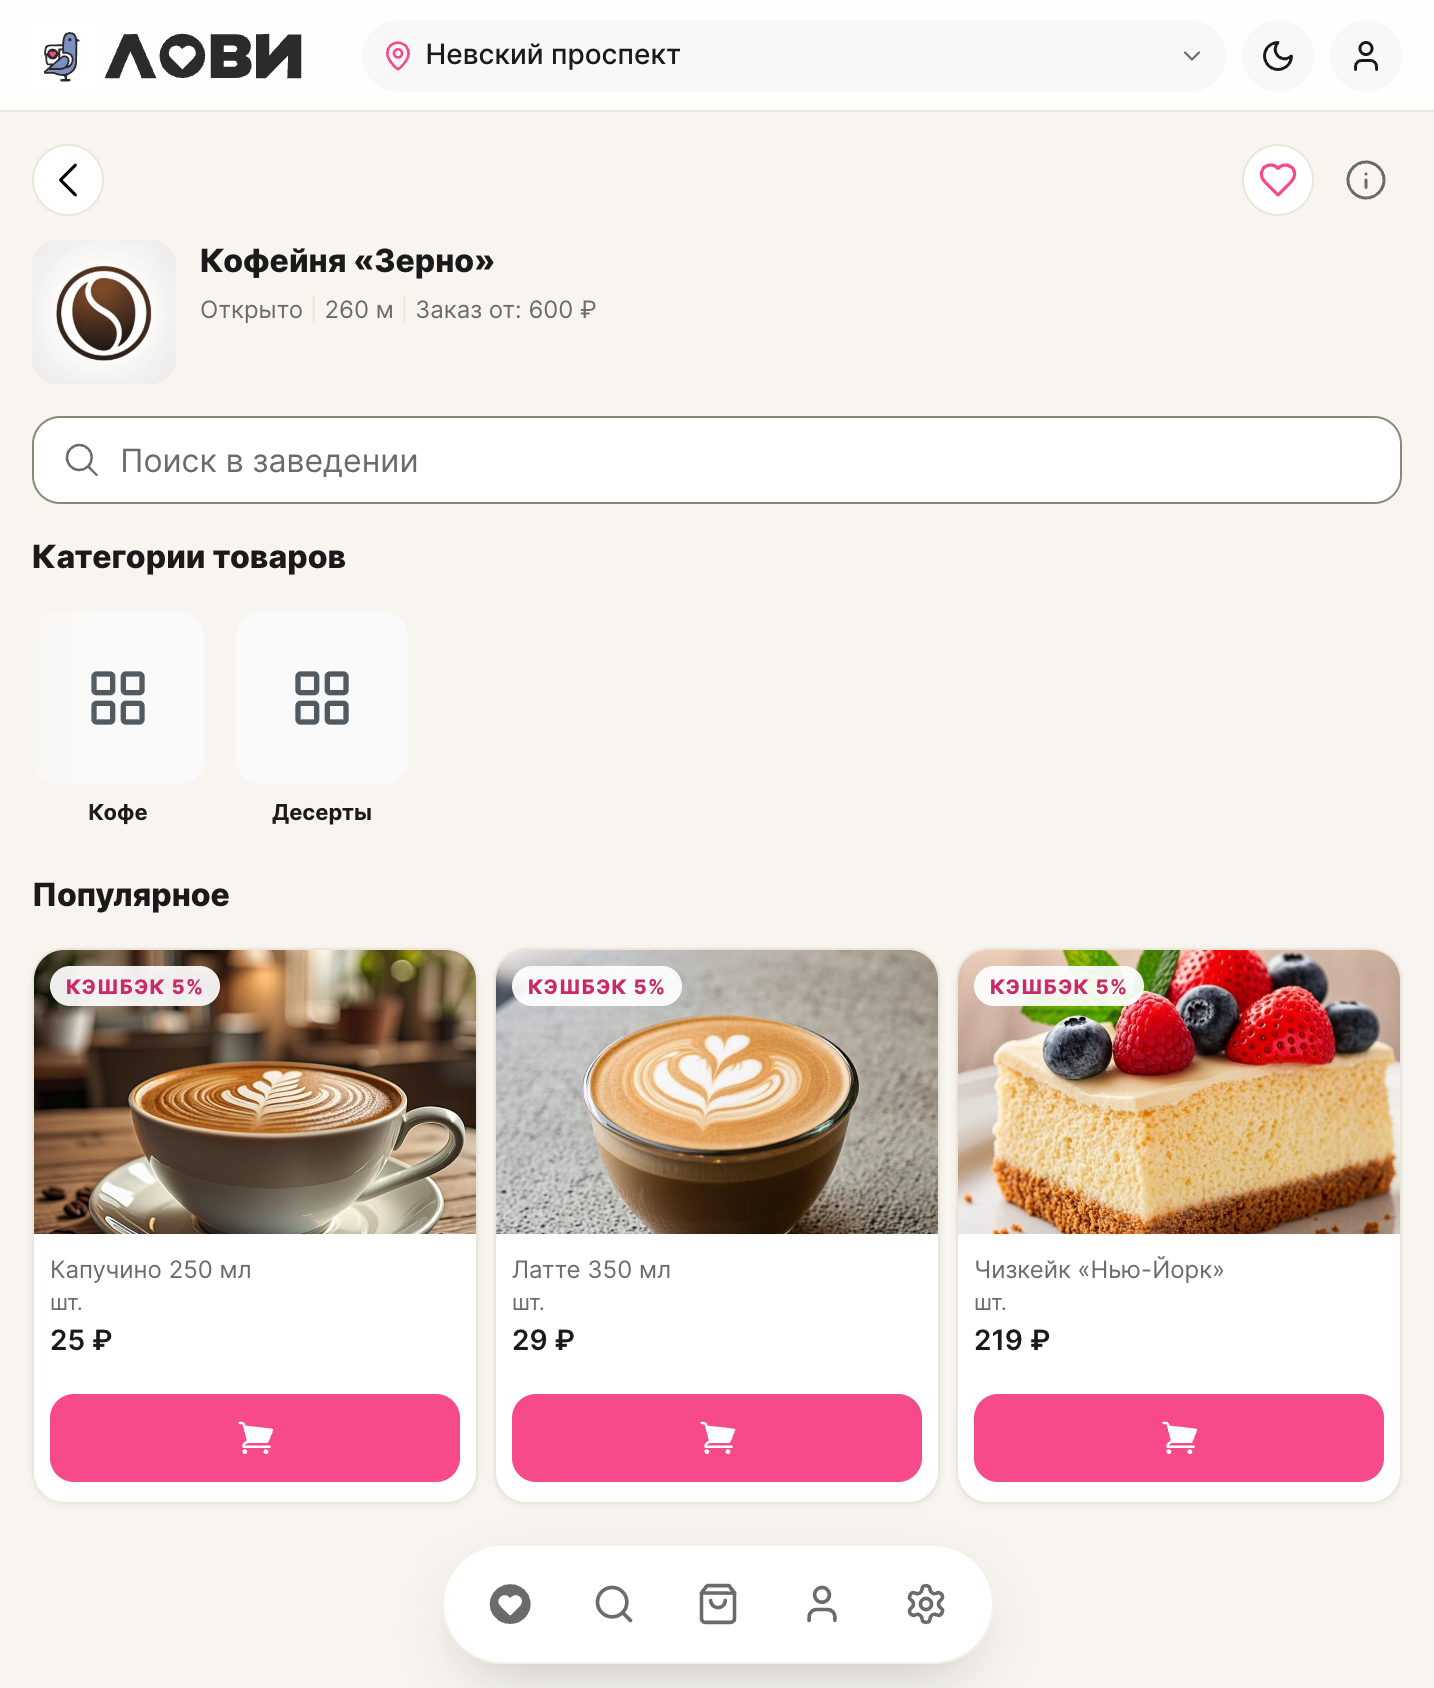 ЛОВИ
Невский проспект
Кофейня «Зерно»
Открыто
260 м
Заказ от: 600 ₽
Поиск в заведении
Категории товаров
Кофе
Десерты
Популярное
КЭШБЭК 5%
КЭШБЭК 5%
КЭШБЭК 5%
Капучино 250 мл
шт.
25 ₽
Латте 350 мл
шт.
29 ₽
Чизкейк «Нью-Йорк»
шт.
219 ₽